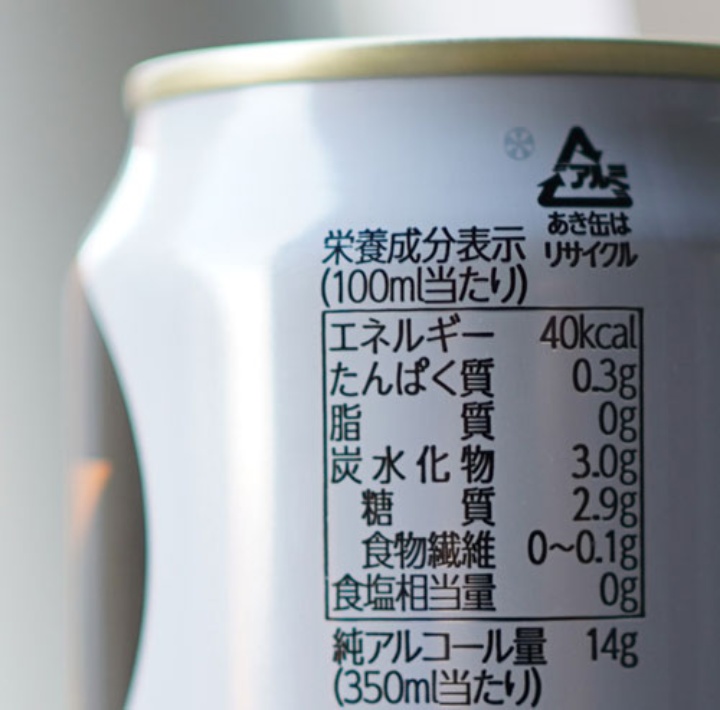 アルミ
あき缶は
リサイクル
栄養成分表示
(100ml当たり)
エネルギー 40kcal
たんぱく質 0.3g
脂質 0g
炭水化物 3.0g
糖質 2.9g
食物繊維 0~0.1g
食塩相当量 0g
純アルコール量 14g
(350ml当たり)